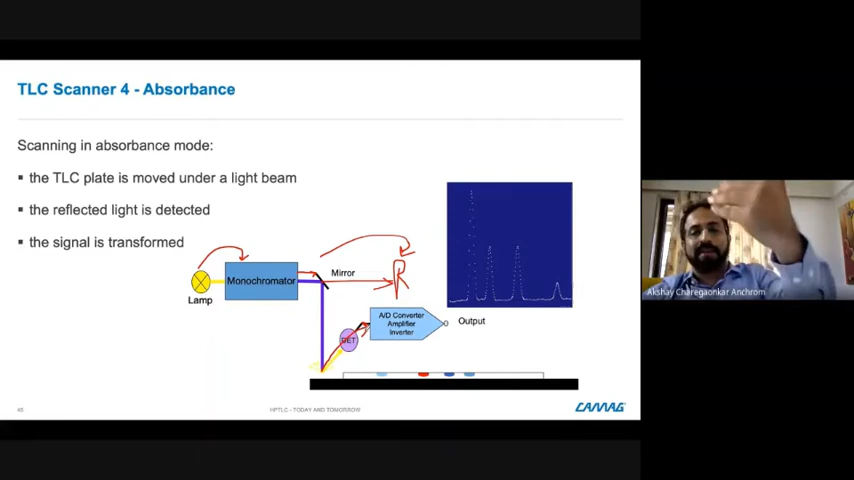 TLC Scanner 4 - Absorbance
Scanning in absorbance mode:
▪ the TLC plate is moved under a light beam
▪ the reflected light is detected
▪ the signal is transformed
Lamp
Monochromator
Mirror
R
DET
A/D Converter
Amplifier
Inverter
Output
45
HPTLC - TODAY AND TOMORROW
CAMAG
Akshay Charegaonkar Anchrom